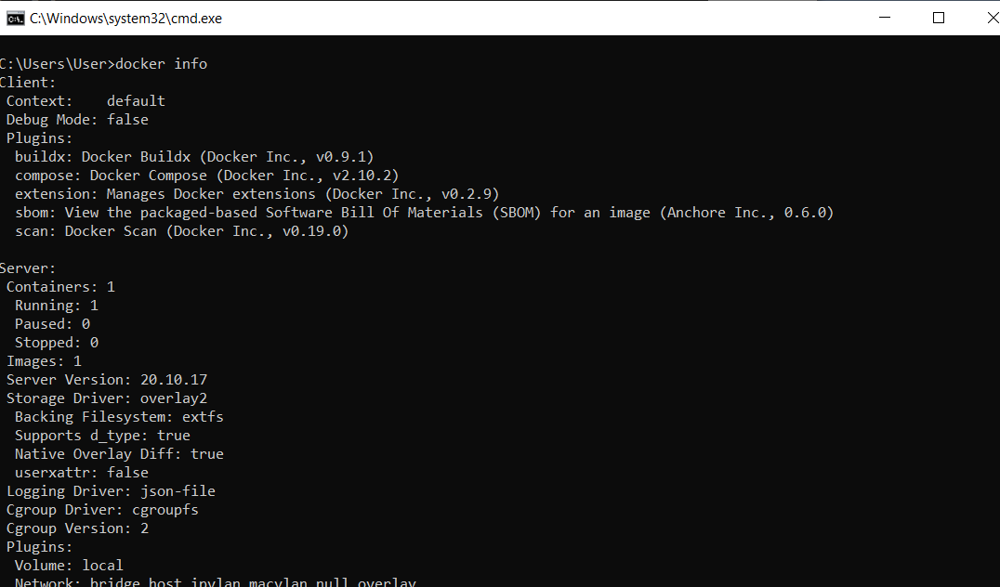 C:\Windows\system32\cmd.exe
C:\Users\User>docker info
Client:
 Context:    default
 Debug Mode: false
 Plugins:
  buildx: Docker Buildx (Docker Inc., v0.9.1)
  compose: Docker Compose (Docker Inc., v2.10.2)
  extension: Manages Docker extensions (Docker Inc., v0.2.9)
  sbom: View the packaged-based Software Bill Of Materials (SBOM) for an image (Anchore Inc., 0.6.0)
  scan: Docker Scan (Docker Inc., v0.19.0)
Server:
 Containers: 1
  Running: 1
  Paused: 0
  Stopped: 0
 Images: 1
 Server Version: 20.10.17
 Storage Driver: overlay2
  Backing Filesystem: extfs
  Supports d_type: true
  Native Overlay Diff: true
  userxattr: false
 Logging Driver: json-file
 Cgroup Driver: cgroupfs
 Cgroup Version: 2
 Plugins:
  Volume: local
  Network: bridge host ipvlan macvlan null overlay